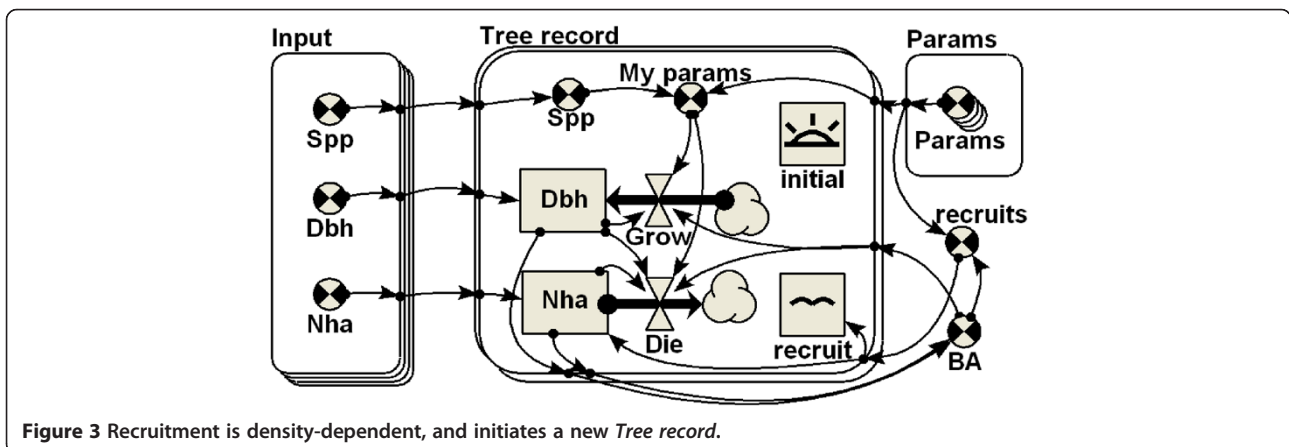 Input
Tree record
Params
My params
Spp
Spp
Params
initial
Dbh
Dbh
Grow
recruits
Nha
Nha
Die
recruit
BA
Figure 3 Recruitment is density-dependent, and initiates a new Tree record.